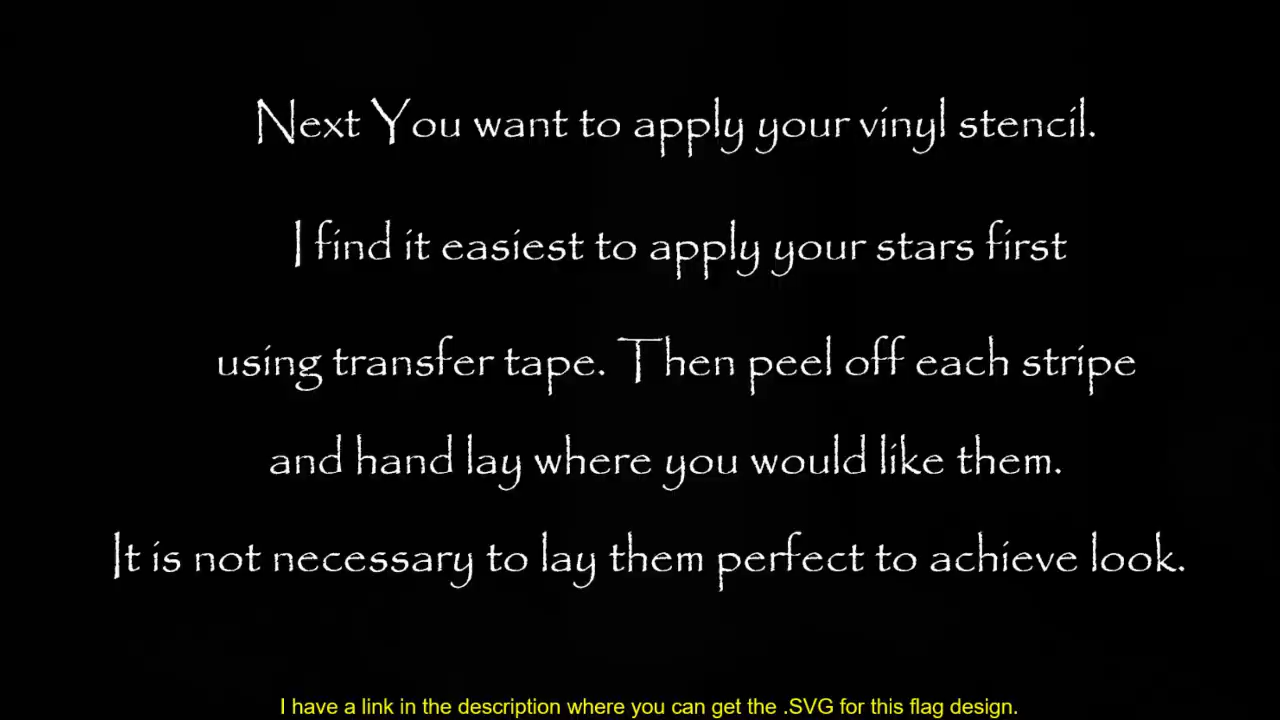 Next You want to apply your vinyl stencil.
I find it easiest to apply your stars first
using transfer tape. Then peel off each stripe
and hand lay where you would like them.
It is not necessary to lay them perfect to achieve look.
I have a link in the description where you can get the .SVG for this flag design.